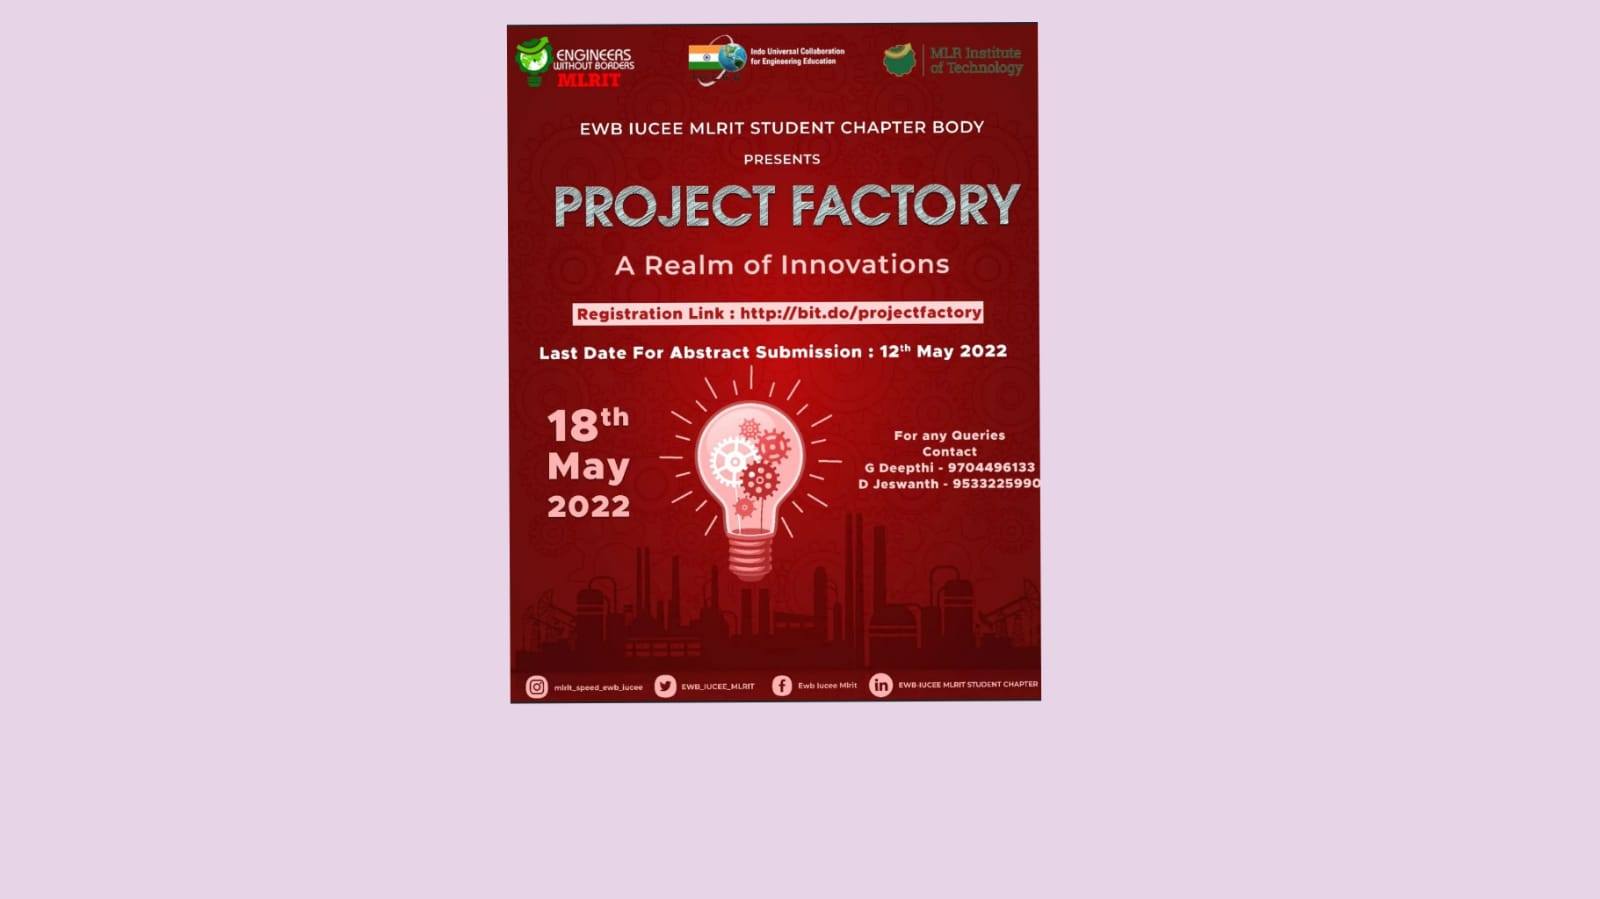 ENGINEERS
WITHOUT BORDERS
MLRIT
Indo Universal Collaboration
for Engineering Education
MLR Institute
of Technology
EWB IUCEE MLRIT STUDENT CHAPTER BODY
PRESENTS
PROJECT FACTORY
A Realm of Innovations
Registration Link : http://bit.do/projectfactory
Last Date For Abstract Submission : 12th May 2022
18th
May
2022
For any Queries
Contact
G Deepthi - 9704496133
D Jeswanth - 9533225990
mlrit_speed_ewb_iucee
EWB_IUCEE_MLRIT
Ewb Iucee Mlrit
EWB-IUCEE MLRIT STUDENT CHAPTER